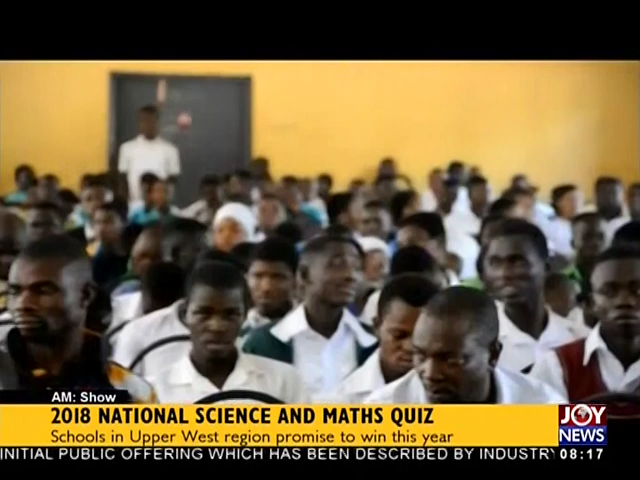 AM: Show
2018 NATIONAL SCIENCE AND MATHS QUIZ
Schools in Upper West region promise to win this year
JOY
NEWS
INITIAL PUBLIC OFFERING WHICH HAS BEEN DESCRIBED BY INDUSTRY
08:17